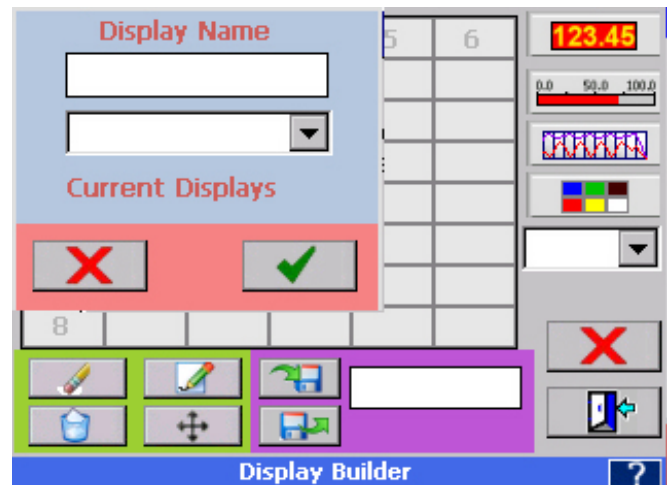 Display Name
5 6
123.45
0.0 50.0 100.0
Current Displays
8
Display Builder ?